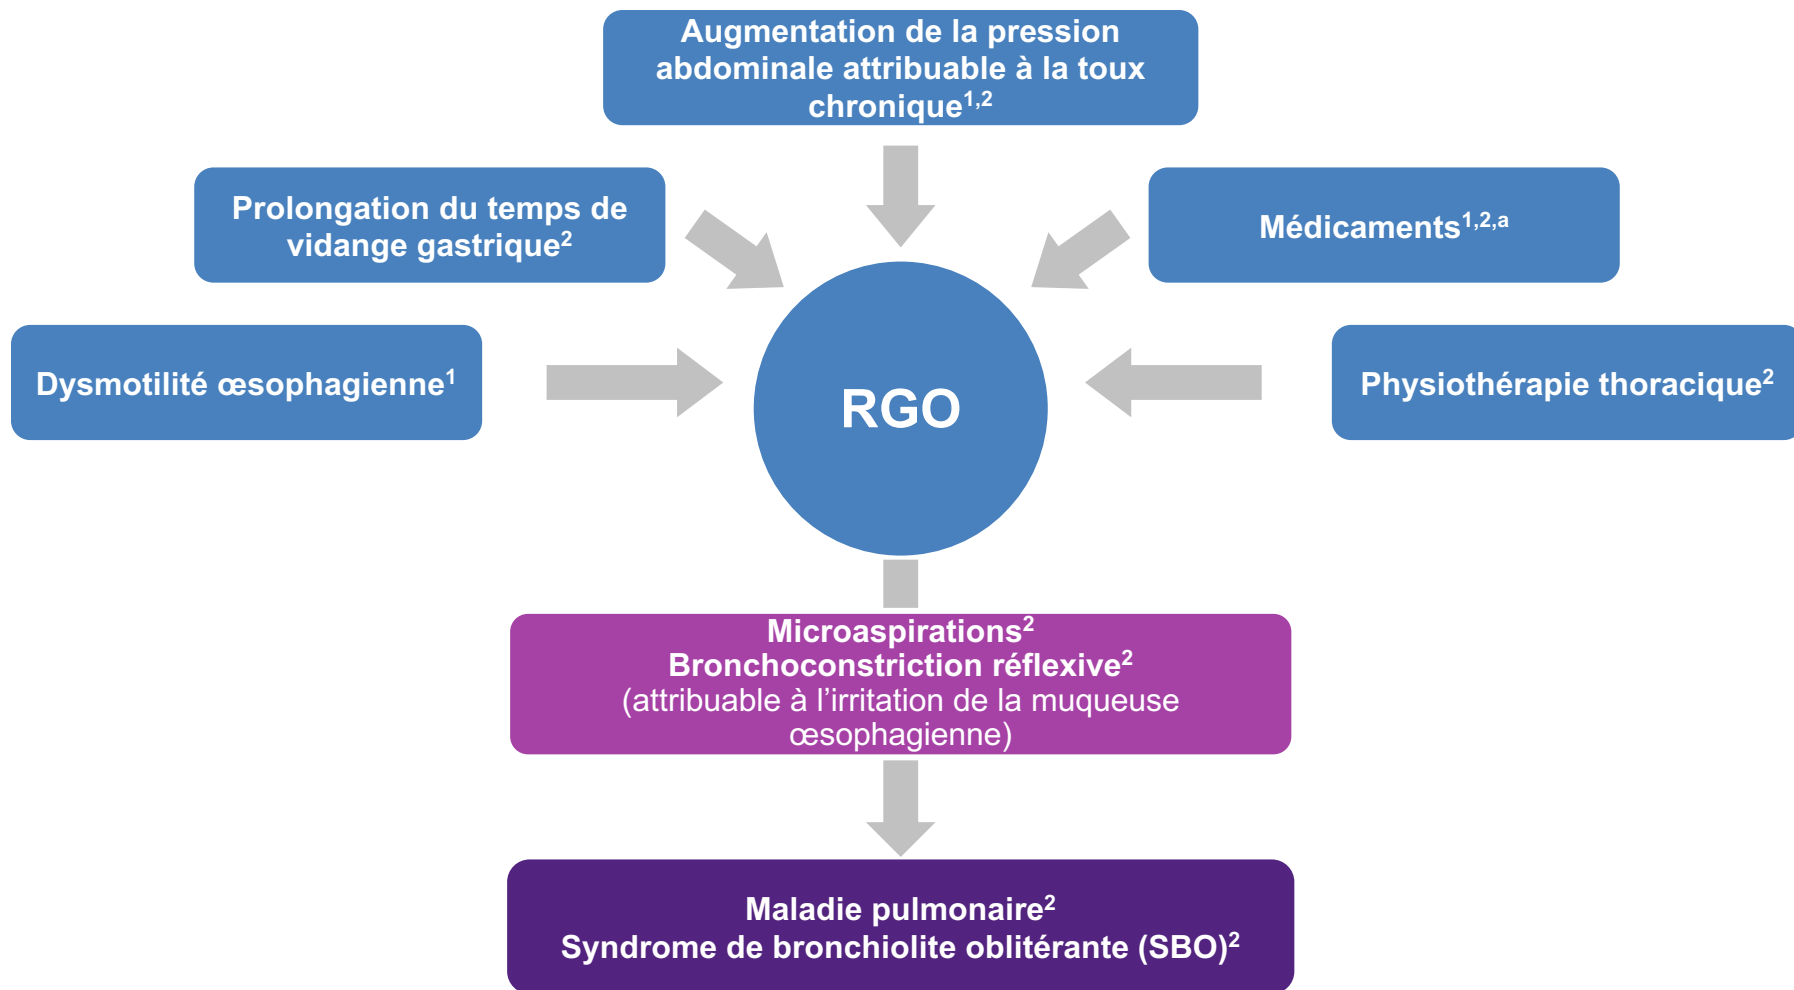 Augmentation de la pression
abdominale attribuable à la toux
chronique1,2
Prolongation du temps de
vidange gastrique2
Médicaments1,2,a
Dysmotilité œsophagienne1
RGO
Physiothérapie thoracique2
Microaspirations2
Bronchoconstriction réflexive2
(attribuable à l’irritation de la muqueuse
œsophagienne)
Maladie pulmonaire2
Syndrome de bronchiolite oblitérante (SBO)2